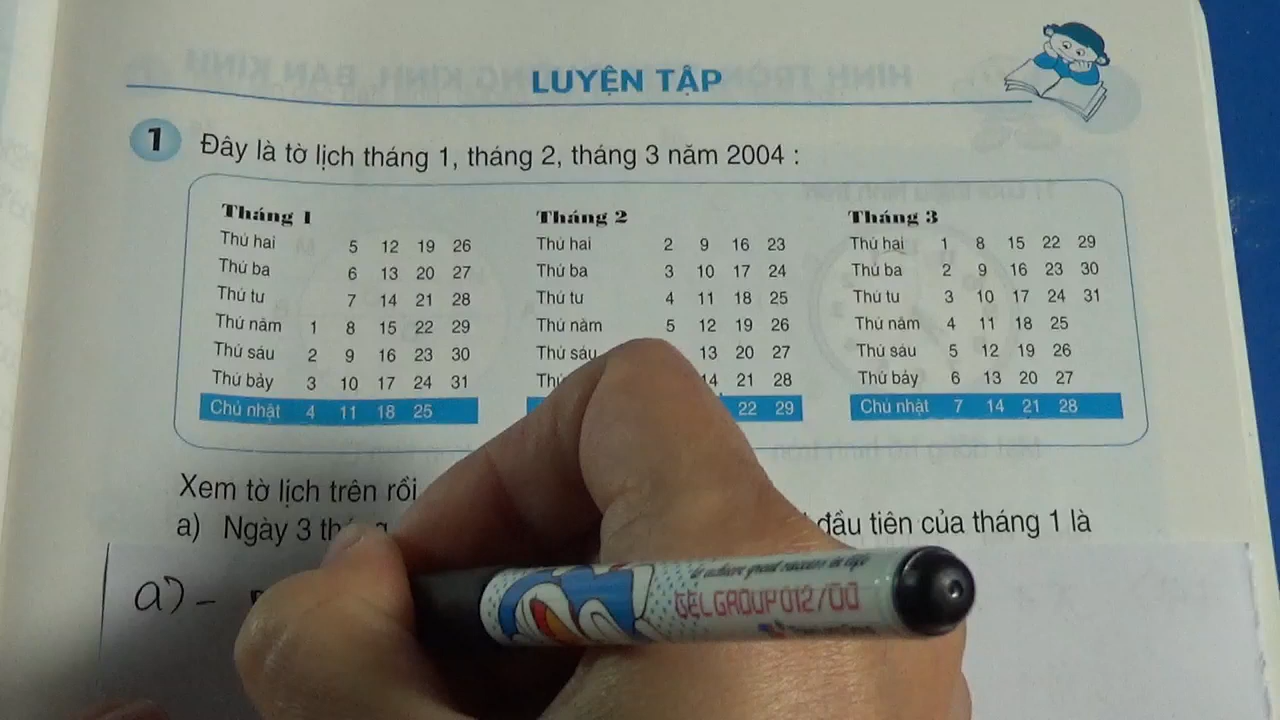 LUYỆN TẬP
1 Đây là tờ lịch tháng 1, tháng 2, tháng 3 năm 2004 :
Tháng 1
Thứ hai 5 12 19 26
Thứ ba 6 13 20 27
Thứ tư 7 14 21 28
Thứ năm 1 8 15 22 29
Thứ sáu 2 9 16 23 30
Thứ bảy 3 10 17 24 31
Chủ nhật 4 11 18 25
Tháng 2
Thứ hai 2 9 16 23
Thứ ba 3 10 17 24
Thứ tư 4 11 18 25
Thứ năm 5 12 19 26
Thứ sáu 13 20 27
14 21 28
22 29
Tháng 3
Thứ hai 1 8 15 22 29
Thứ ba 2 9 16 23 30
Thứ tư 3 10 17 24 31
Thứ năm 4 11 18 25
Thứ sáu 5 12 19 26
Thứ bảy 6 13 20 27
Chủ nhật 7 14 21 28
Xem tờ lịch trên rồi
a) Ngày 3 đầu tiên của tháng 1 là
a) –
GEL GROUP 012/00